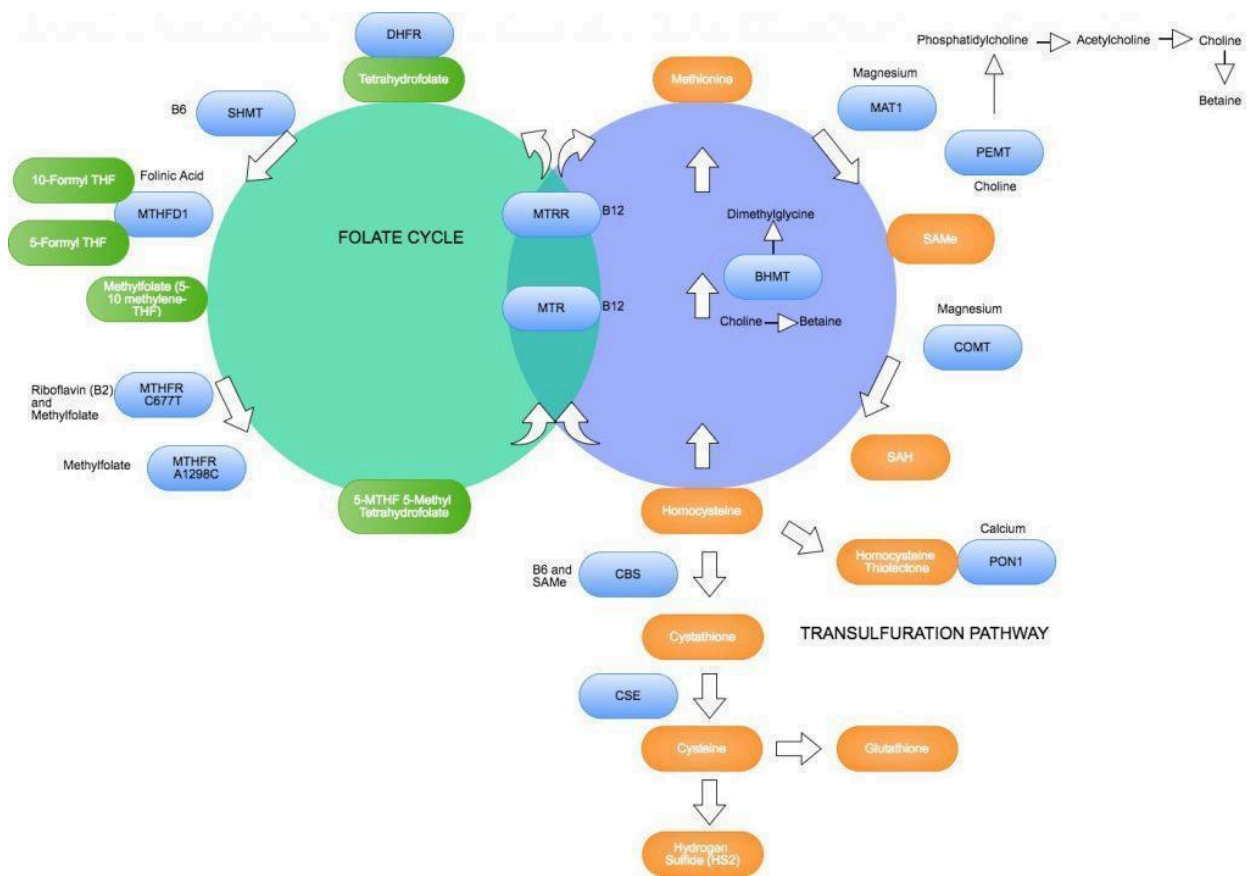 DHFR
Tetrahydrofolate
B6
SHMT
10-Formyl THF
Folinic Acid
MTHFD1
5-Formyl THF
Methylfolate (5-
10 methylene-
THF)
FOLATE CYCLE
Riboflavin (B2)
and
Methylfolate
MTHFR
C677T
Methylfolate
MTHFR
A1298C
5-MTHF 5-Methyl
Tetrahydrofolate
MTRR
B12
MTR
B12
Methionine
Magnesium
MAT1
Phosphatidylcholine
Acetylcholine
Choline
Betaine
PEMT
Choline
Dimethylglycine
BHMT
Choline
Betaine
SAMe
Magnesium
COMT
SAH
Homocysteine
Calcium
Homocysteine
Thiolactone
PON1
B6 and
SAMe
CBS
Cystathione
TRANSULFURATION PATHWAY
CSE
Cysteine
Glutathione
Hydrogan
Sulfide (HS2)